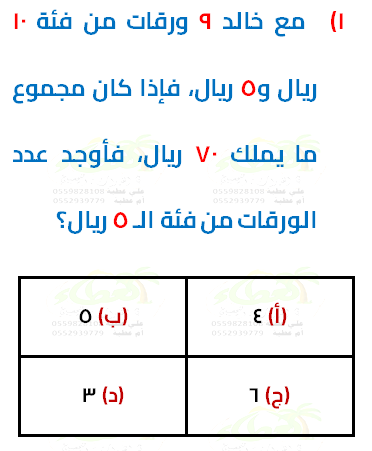 ١) مع خالد ٩ ورقات من فئة ١٠
ريال و٥ ريال، فإذا كان مجموع
ما يملك ٧٠ ريال، فأوجد عدد
الورقات من فئة الـ ٥ ريال؟
(أ) ٤
(ب) ٥
(ج) ٦
(د) ٣